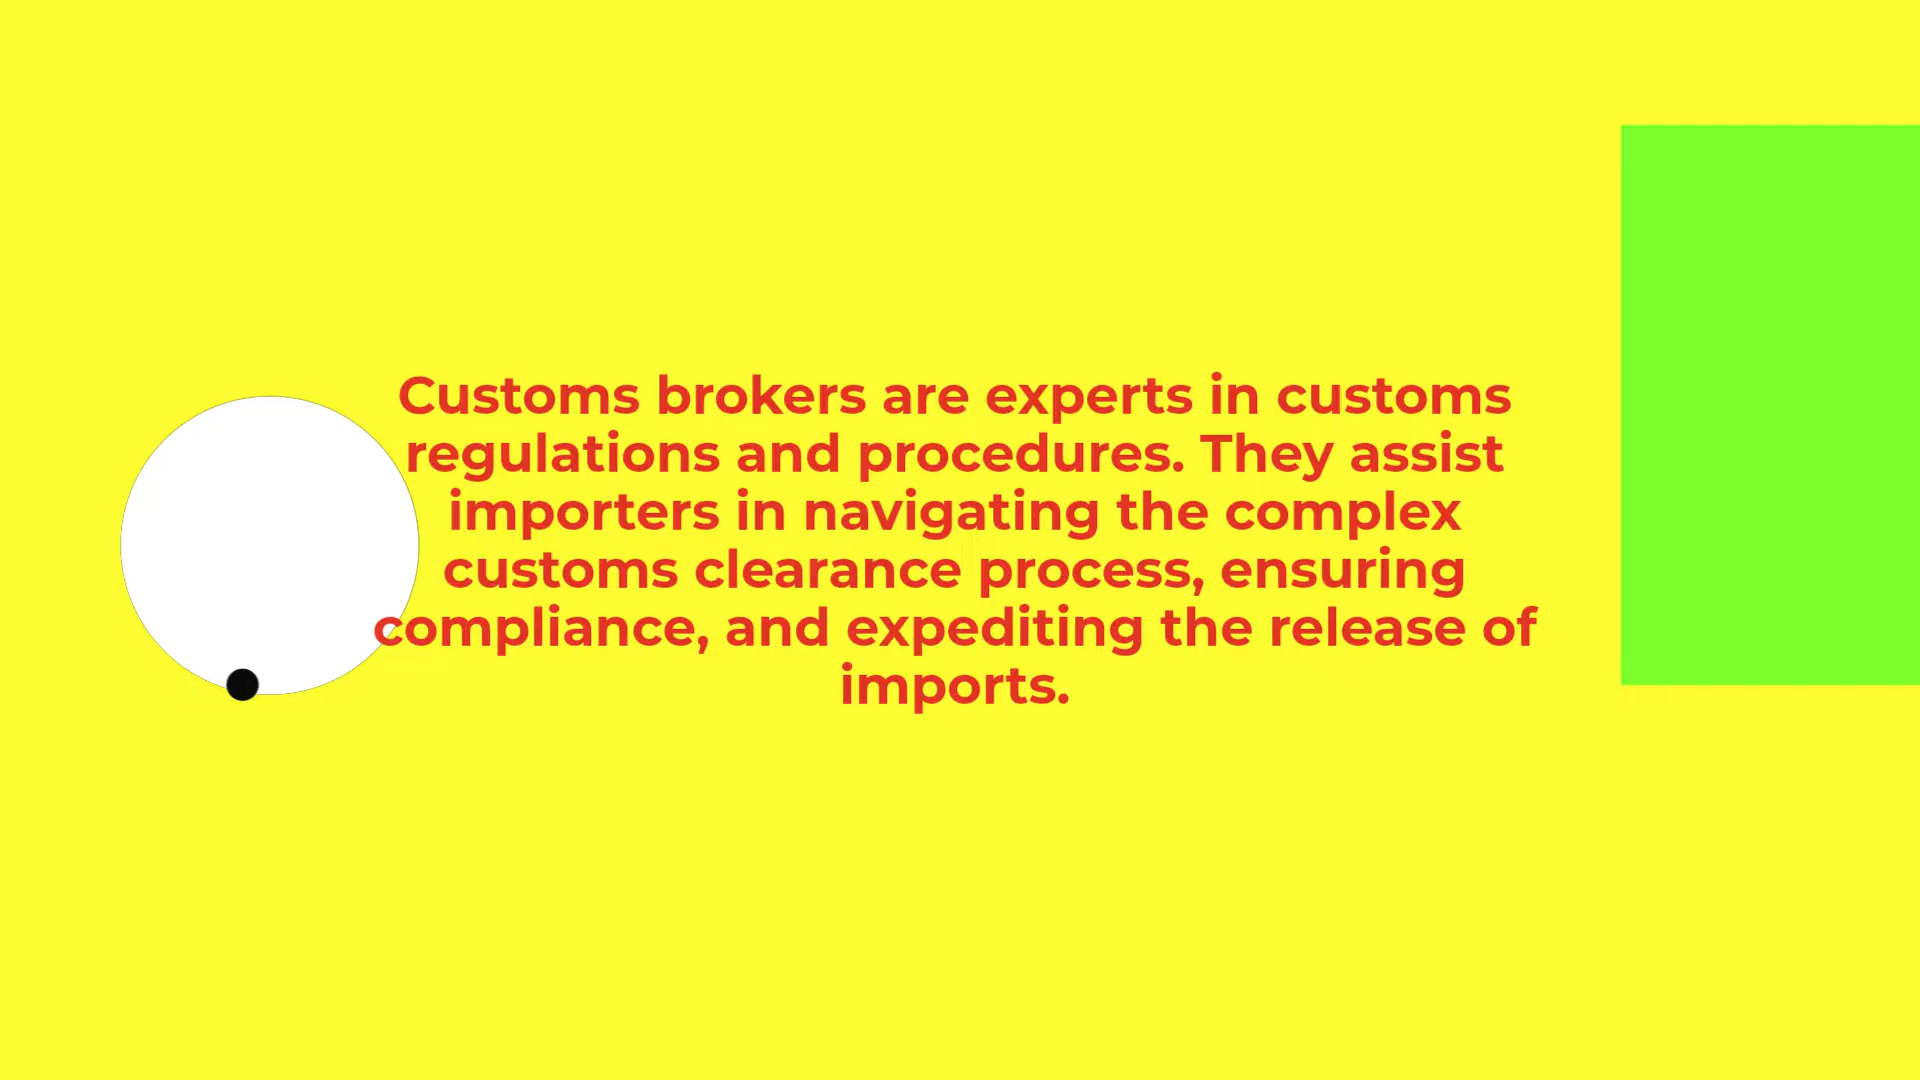 Customs brokers are experts in customs
regulations and procedures. They assist
importers in navigating the complex
customs clearance process, ensuring
compliance, and expediting the release of
imports.